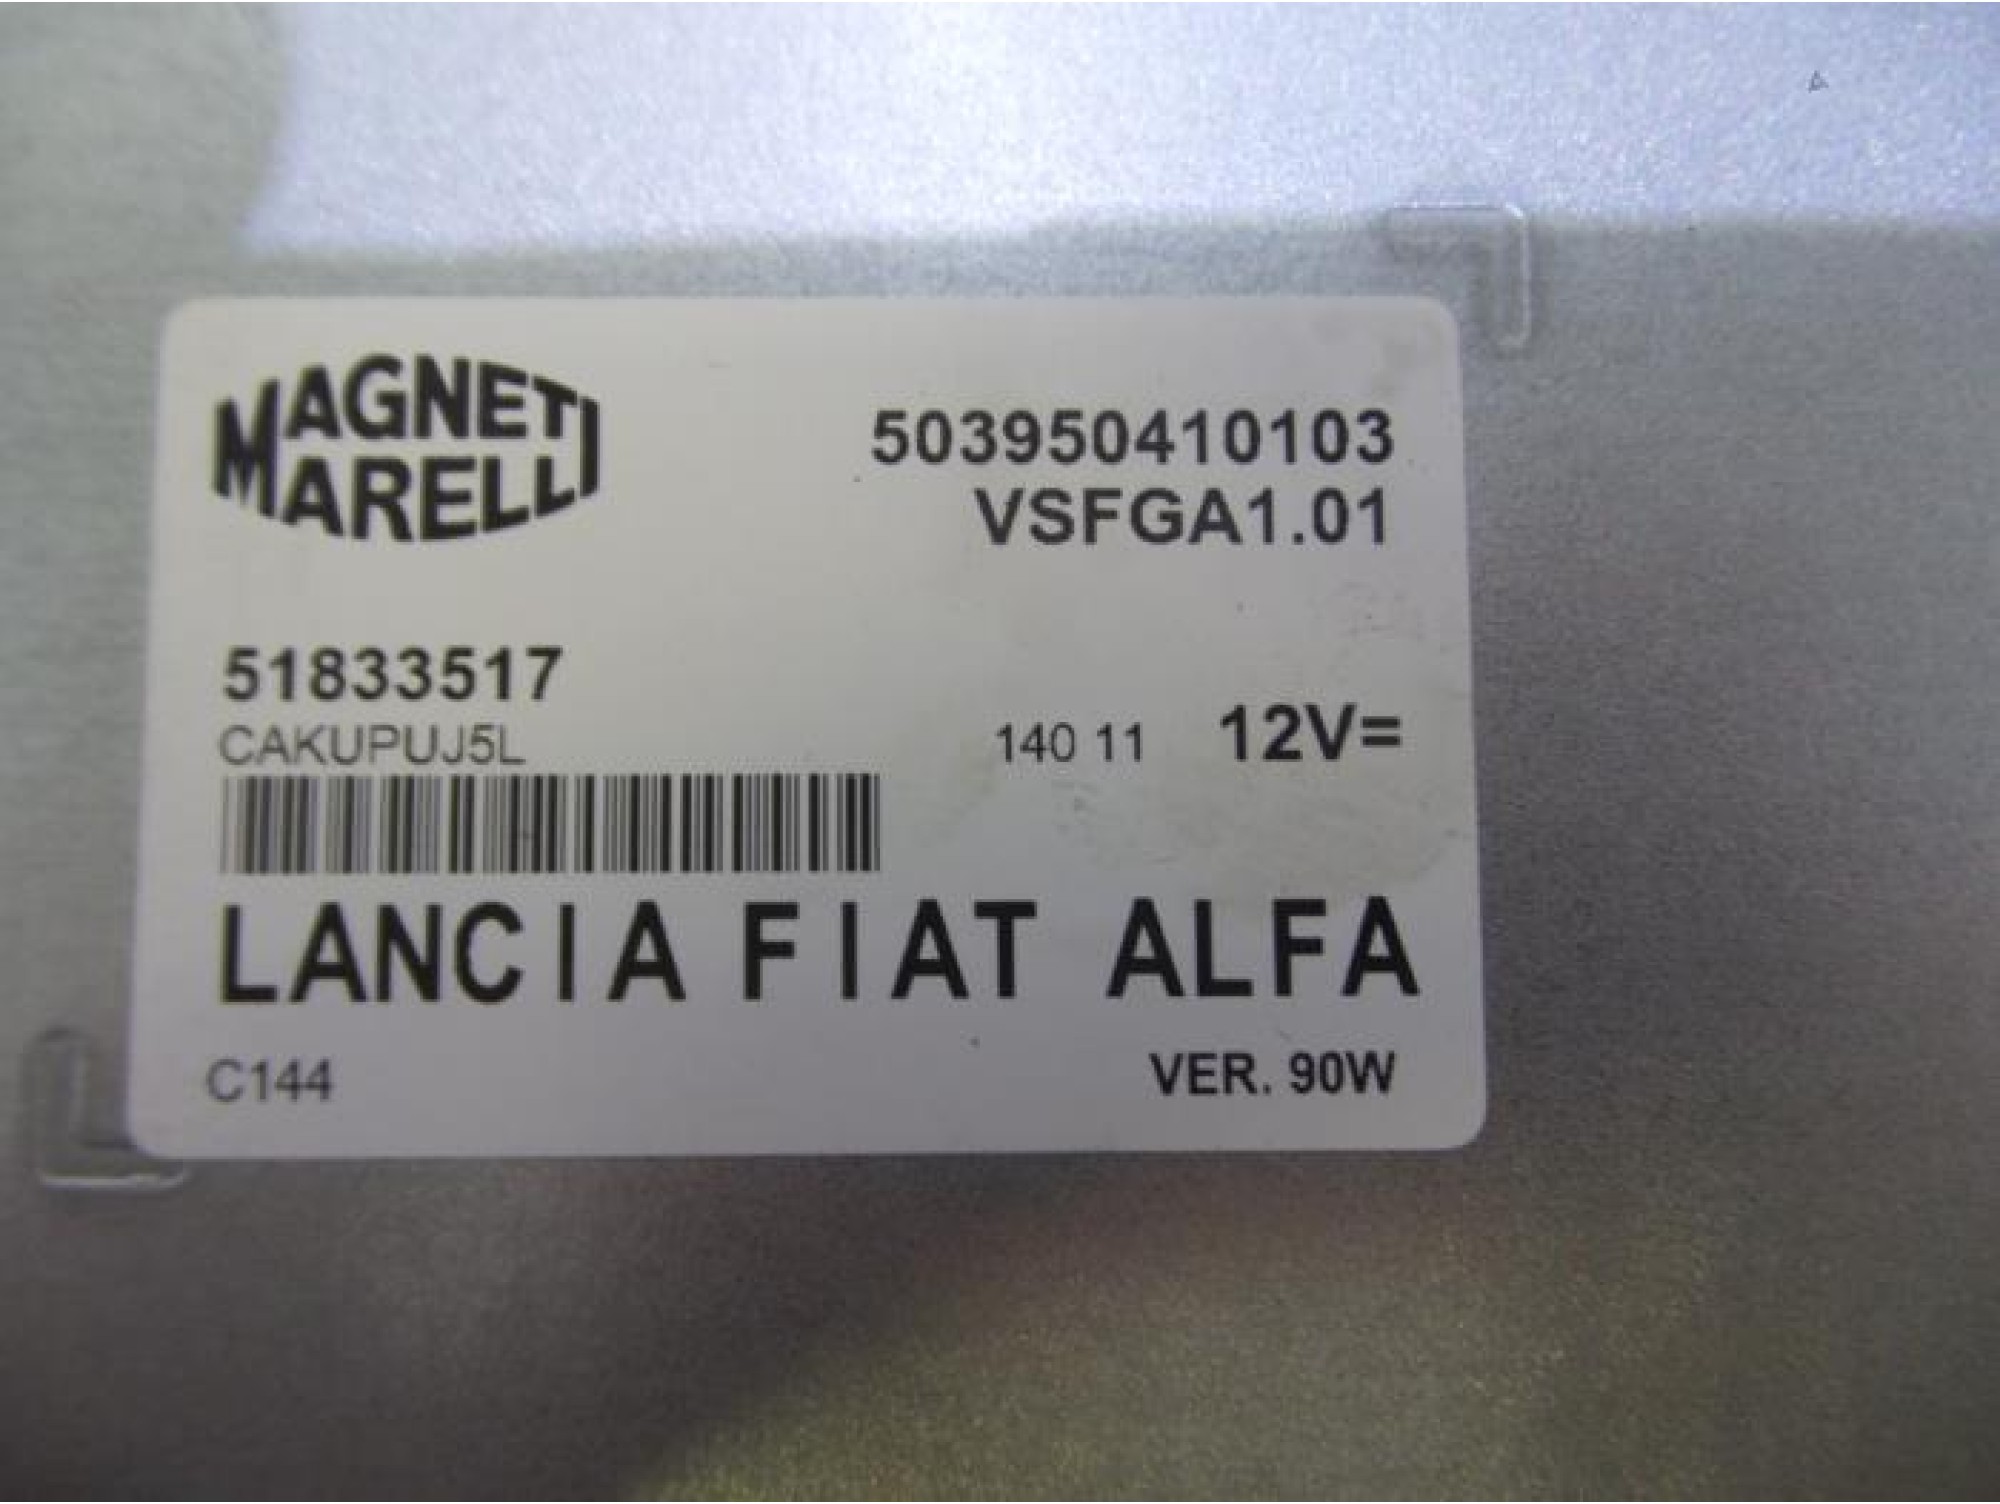 MAGNETI
MARELLI
503950410103
VSFGA1.01
51833517
CAKUPUJ5L
140 11 12V=
LANCIA FIAT ALFA
C144
VER. 90W